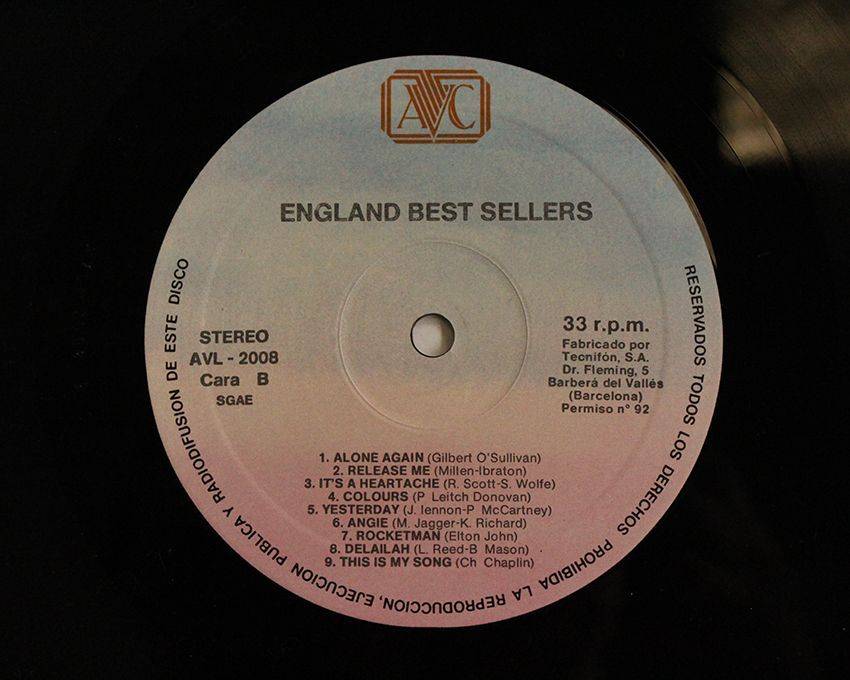 AVC
ENGLAND BEST SELLERS
STEREO
AVL - 2008
Cara B
SGAE
33 r.p.m.
Fabricado por
Tecnifón, S.A.
Dr. Fleming, 5
Barberá del Vallés
(Barcelona)
Permiso n° 92
1. ALONE AGAIN (Gilbert O'Sullivan)
2. RELEASE ME (Millen-Ibraton)
3. IT'S A HEARTACHE (R. Scott-S. Wolfe)
4. COLOURS (P Leitch Donovan)
5. YESTERDAY (J. lennon-P McCartney)
6. ANGIE (M. Jagger-K. Richard)
7. ROCKETMAN (Elton John)
8. DELAILAH (L. Reed-B Mason)
9. THIS IS MY SONG (Ch Chaplin)
RESERVADOS TODOS LOS DERECHOS PROHIBIDA LA REPRODUCCION, EJECUCION PUBLICA Y RADIODIFUSION DE ESTE DISCO